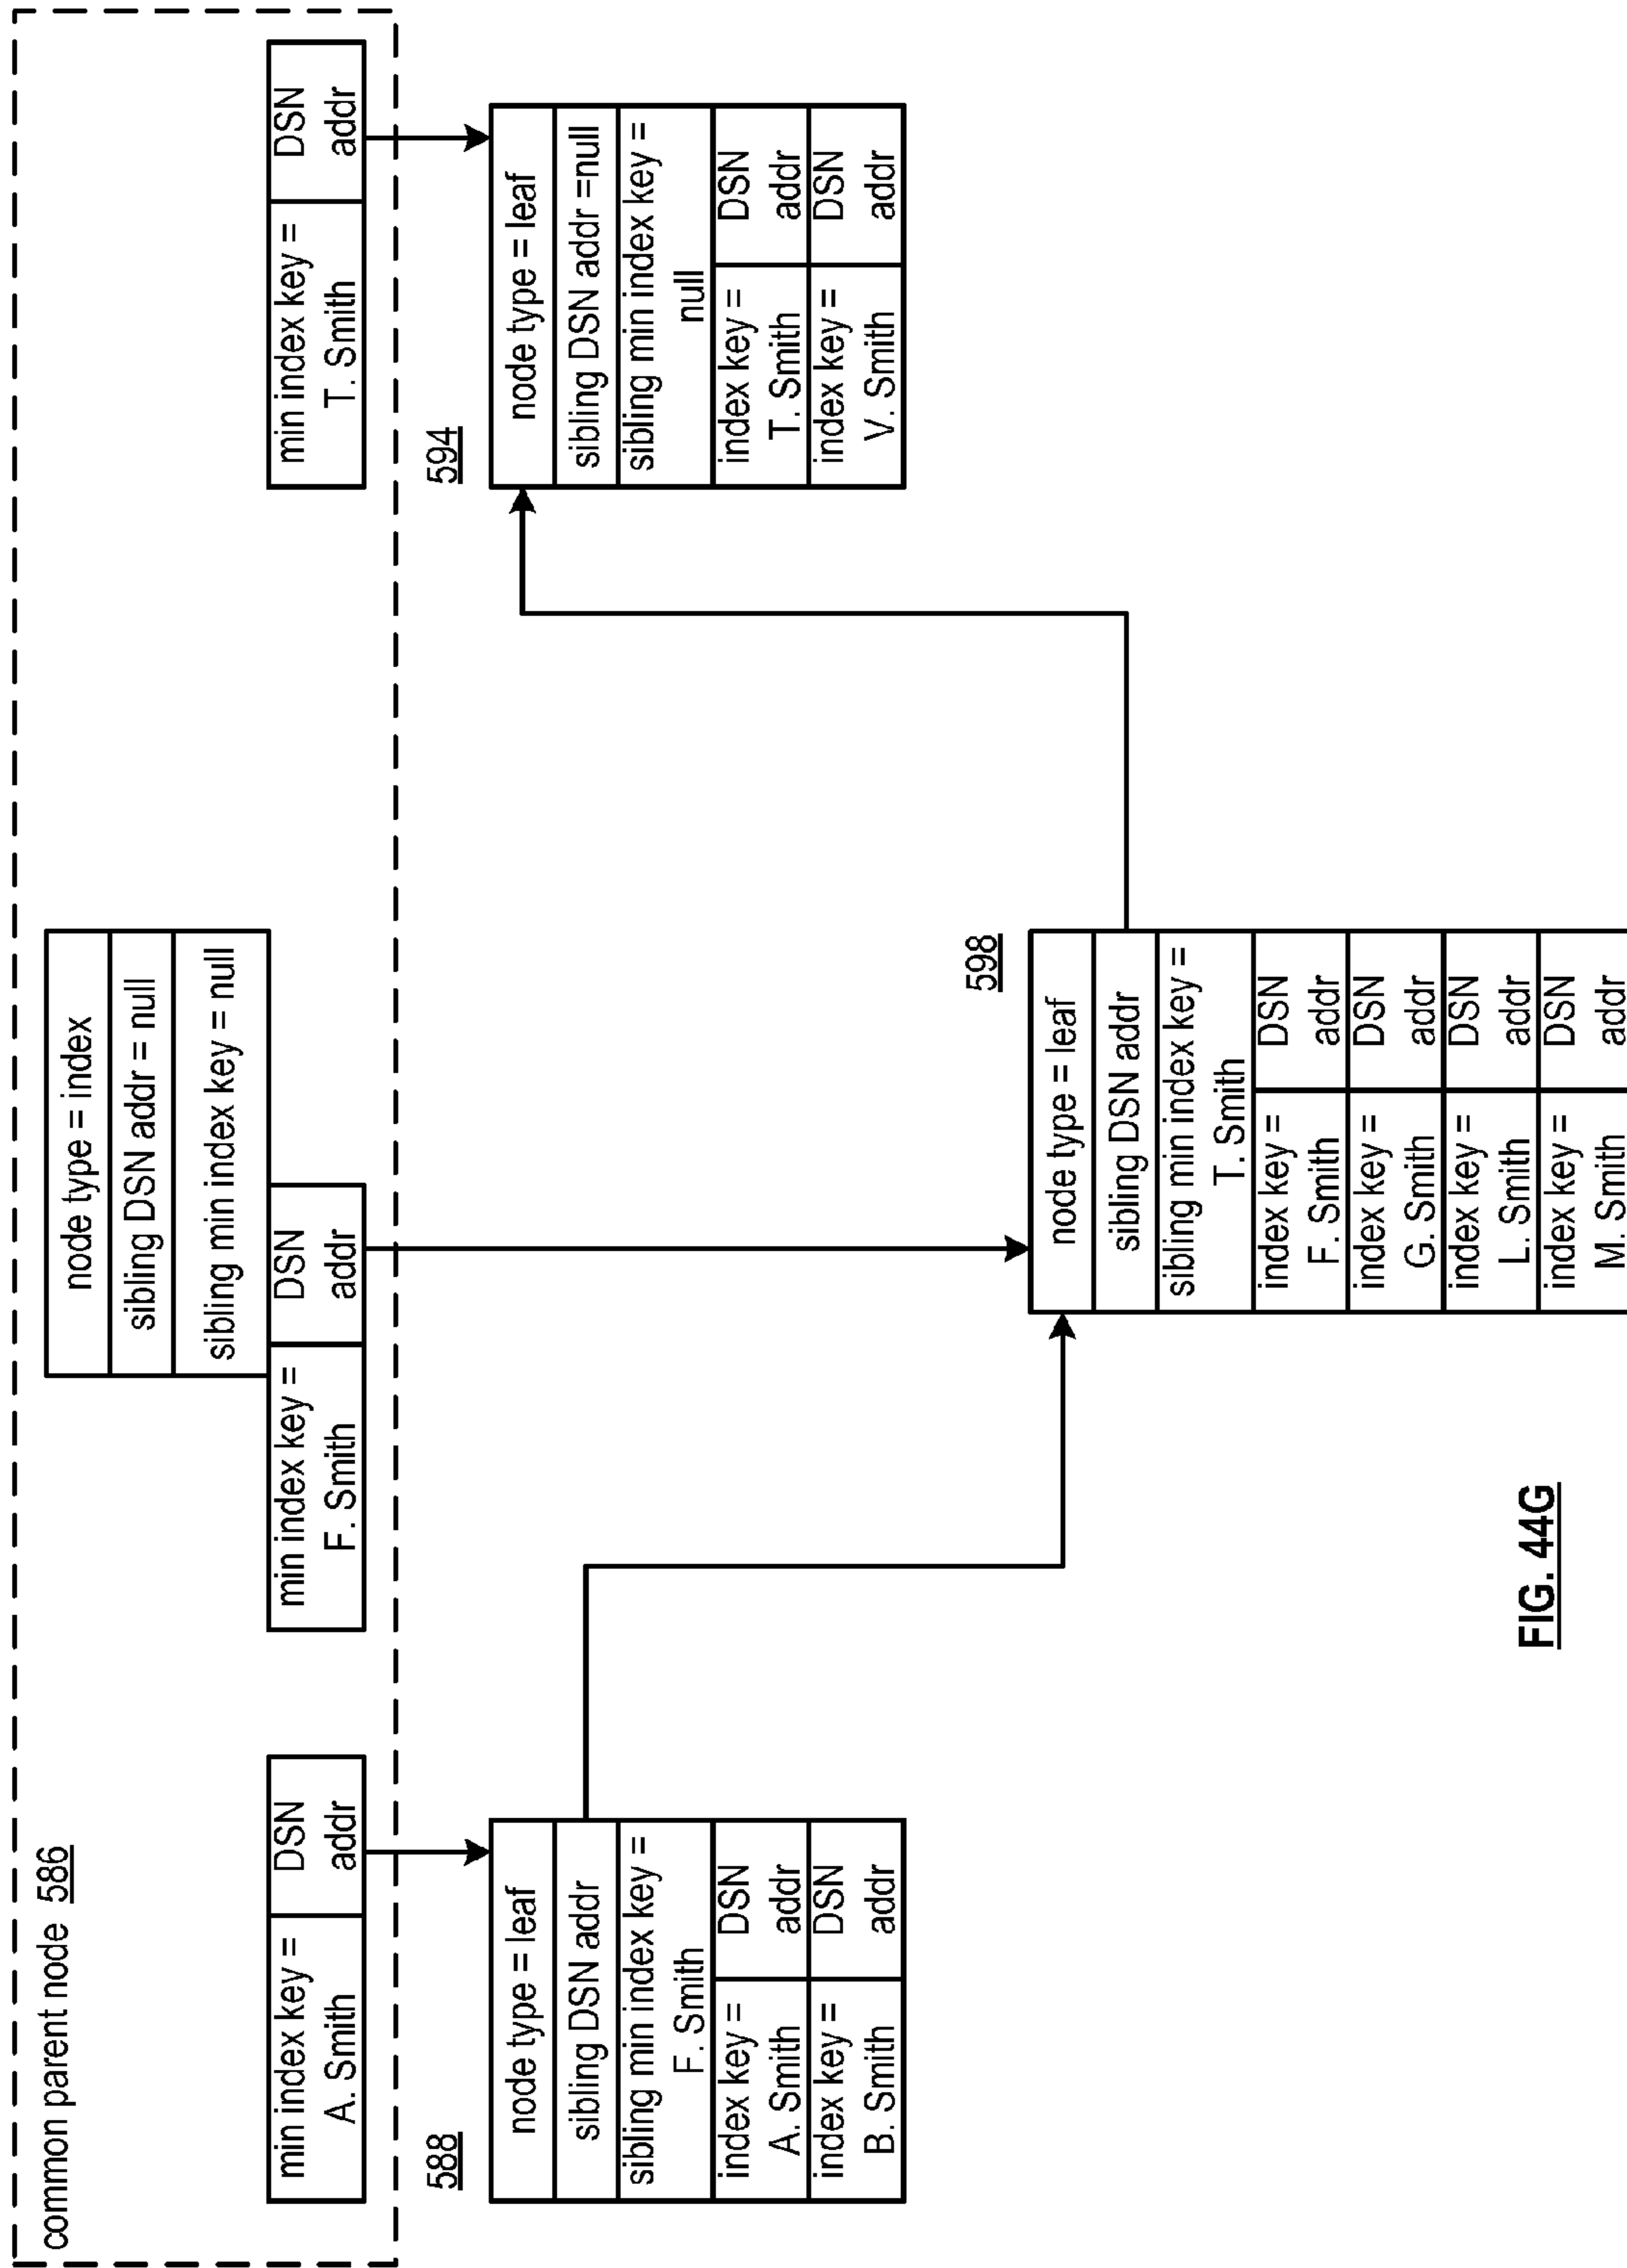 common parent node 586
node type = index
sibling DSN addr = null
sibling min index key = null
min index key =
A. Smith
DSN
addr
min index key =
F. Smith
DSN
addr
min index key =
T. Smith
DSN
addr
588
node type = leaf
sibling DSN addr
sibling min index key =
F. Smith
index key =
A. Smith
DSN
addr
index key =
B. Smith
DSN
addr
594
node type = leaf
sibling DSN addr =null
sibling min index key =
null
index key =
T. Smith
DSN
addr
index key =
V. Smith
DSN
addr
598
node type = leaf
sibling DSN addr
sibling min index key =
T. Smith
index key =
F. Smith
DSN
addr
index key =
G. Smith
DSN
addr
index key =
L. Smith
DSN
addr
index key =
M. Smith
DSN
addr
FIG. 44G